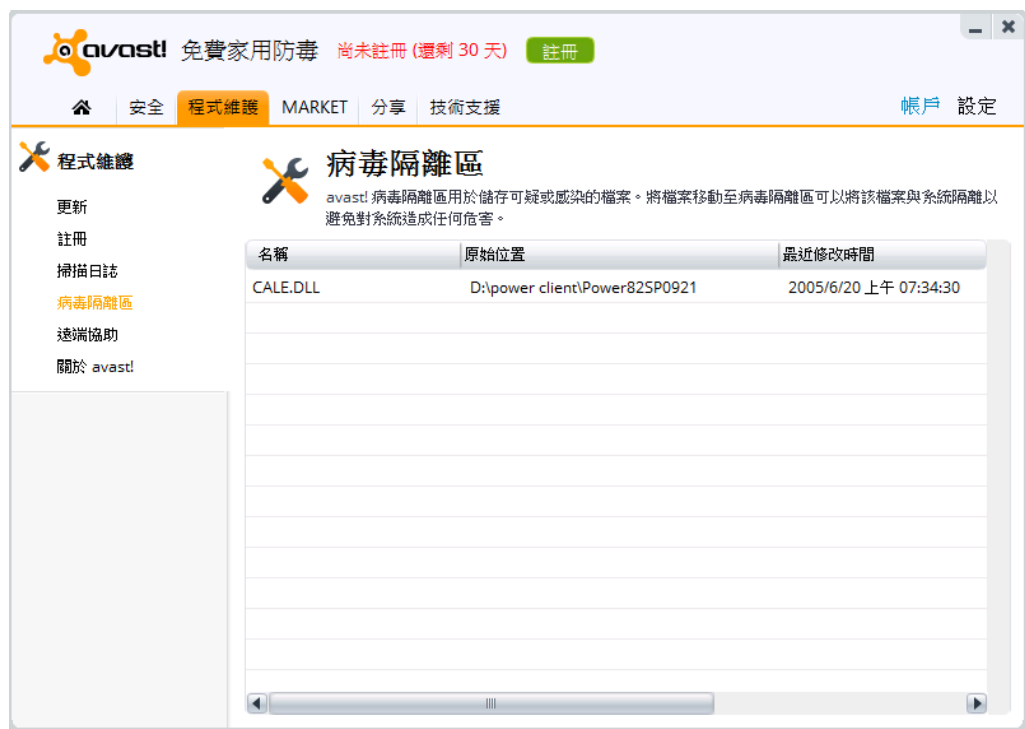 avast! 免費家用防毒 尚未註冊 (還剩 30 天) 註冊
安全 程式維護 MARKET 分享 技術支援 帳戶 設定
程式維護
更新
註冊
掃描日誌
病毒隔離區
遠端協助
關於 avast!
病毒隔離區
avast! 病毒隔離區用於儲存可疑或感染的檔案。將檔案移動至病毒隔離區可以將該檔案與系統隔離以
避免對系統造成任何危害。
名稱 原始位置 最近修改時間
CALE.DLL D:\power client\Power82SP0921 2005/6/20 上午 07:34:30